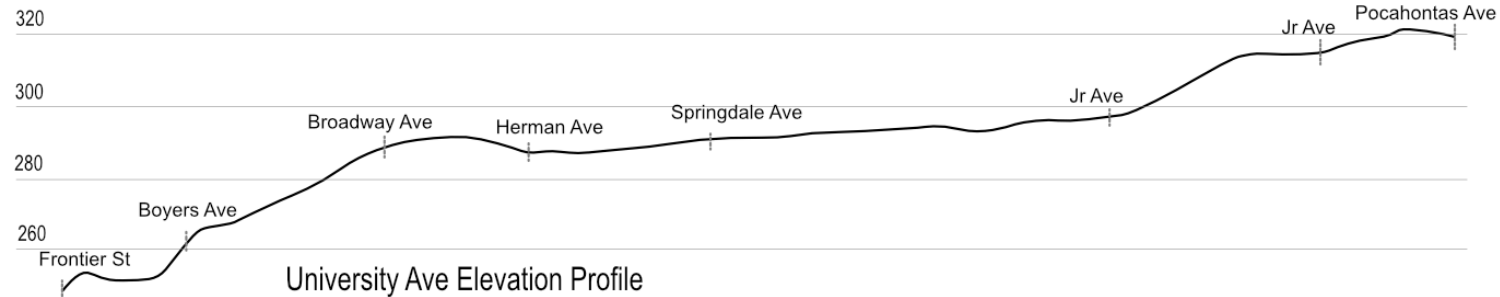 320
Pocahontas Ave
Jr Ave
300
Jr Ave
Springdale Ave
Broadway Ave
Herman Ave
280
Boyers Ave
260
Frontier St
University Ave Elevation Profile